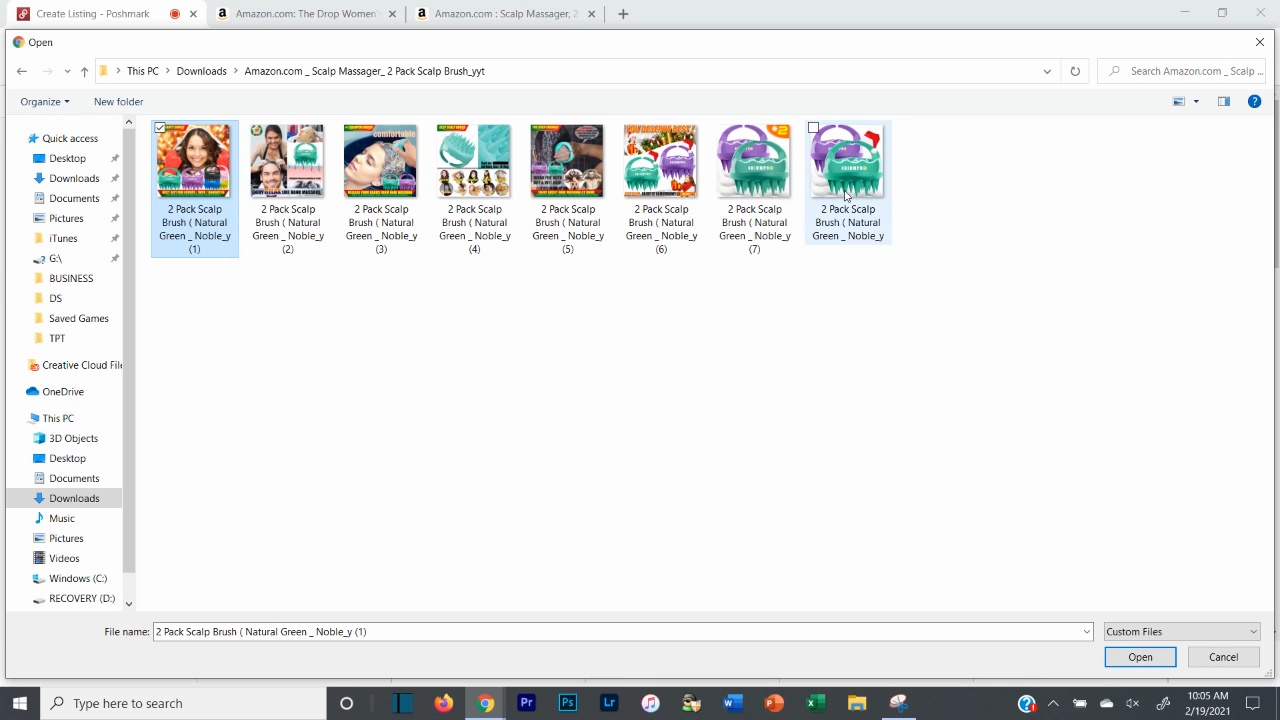 Create Listing - Poshmark
Amazon.com: The Drop Women'
Amazon.com : Scalp Massager, 2
Open
This PC
Downloads
Amazon.com _ Scalp Massager_ 2 Pack Scalp Brush_yyt
Search Amazon.com _ Scalp ...
Organize
New folder
Quick access
Desktop
Downloads
Documents
Pictures
iTunes
G:\
BUSINESS
DS
Saved Games
TPT
Creative Cloud File
OneDrive
This PC
3D Objects
Desktop
Documents
Downloads
Music
Pictures
Videos
Windows (C:)
RECOVERY (D:)
2 Pack Scalp
Brush ( Natural
Green _ Noble_y
(1)
2 Pack Scalp
Brush ( Natural
Green _ Noble_y
(2)
comfortable
2 Pack Scalp
Brush ( Natural
Green _ Noble_y
(3)
2 Pack Scalp
Brush ( Natural
Green _ Noble_y
(4)
2 Pack Scalp
Brush ( Natural
Green _ Noble_y
(5)
2 Pack Scalp
Brush ( Natural
Green _ Noble_y
(6)
2 Pack Scalp
Brush ( Natural
Green _ Noble_y
(7)
2 Pack Scalp
Brush ( Natural
Green _ Noble_y
File name:
2 Pack Scalp Brush ( Natural Green _ Noble_y (1)
Custom Files
Open
Cancel
Type here to search
10:05 AM
2/19/2021